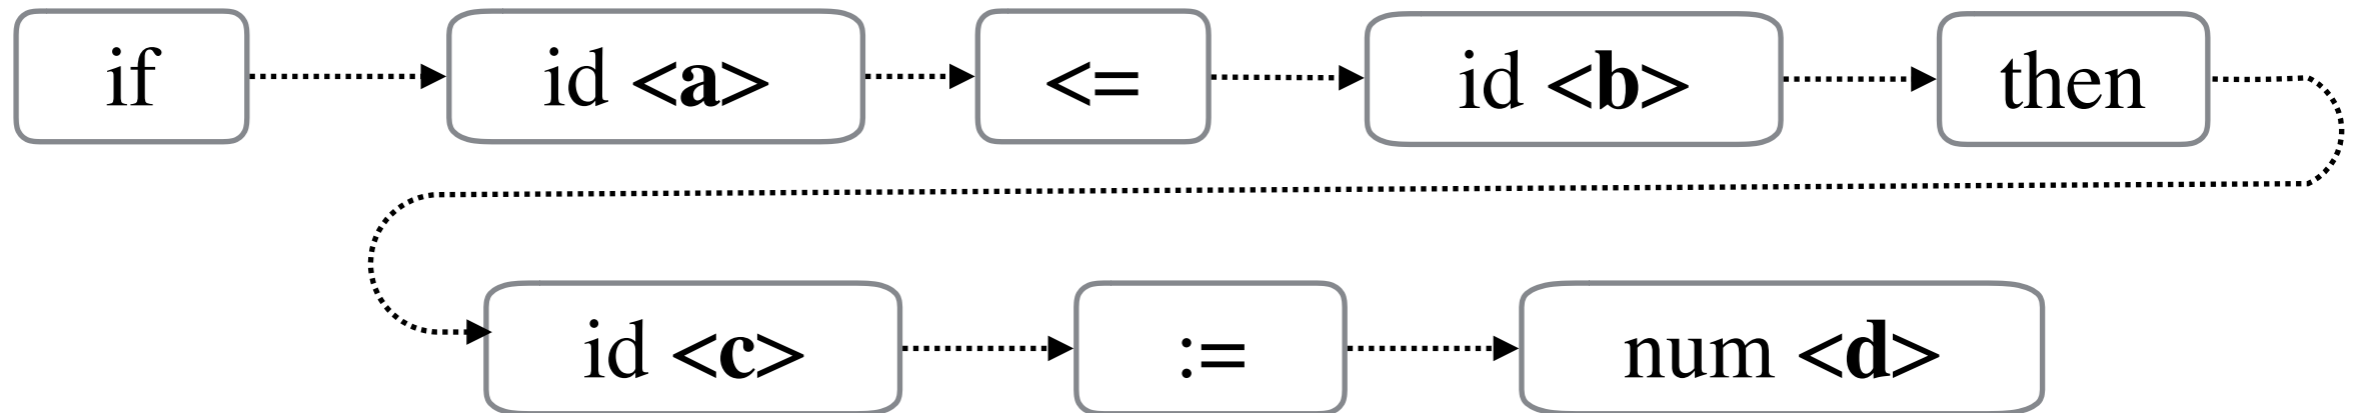 if id <a> <= id <b> then
id <c> := num <d>